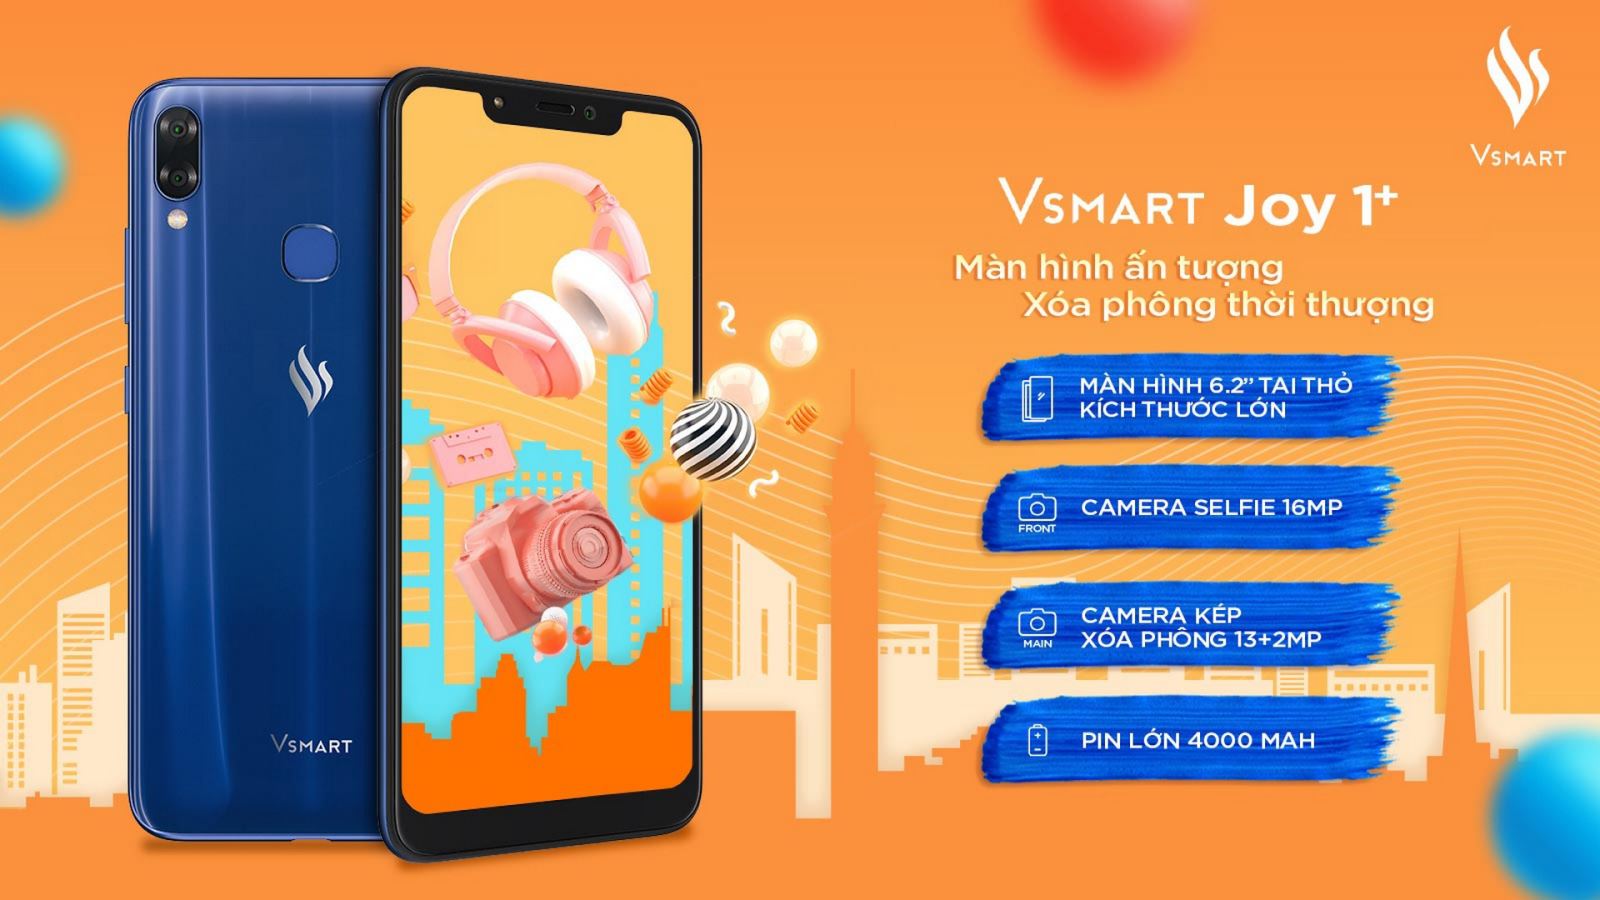 VSMART
VSMART Joy 1+
Màn hình ấn tượng
Xóa phông thời thượng
MÀN HÌNH 6.2” TAI THỎ
KÍCH THƯỚC LỚN
FRONT
CAMERA SELFIE 16MP
MAIN
CAMERA KÉP
XÓA PHÔNG 13+2MP
PIN LỚN 4000 MAH
VSMART